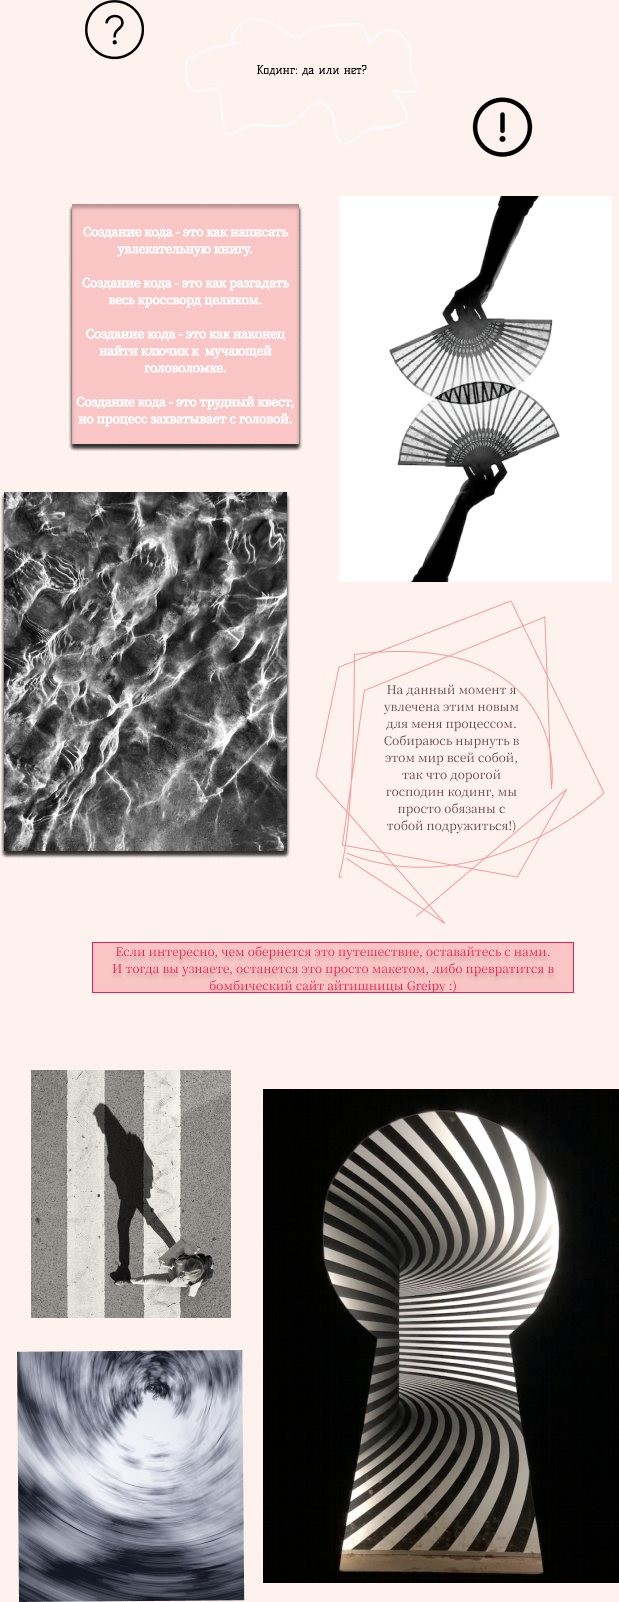 ?
Кодинг: да или нет?
!
Создание кода - это как написать
увлекательную книгу.
Создание кода - это как разгадать
весь кроссворд целиком.
Создание кода - это как наконец
найти ключик к  мучающей
головоломке.
Создание кода - это трудный квест,
но процесс захватывает с головой.
На данный момент я
увлечена этим новым
для меня процессом.
Собираюсь нырнуть в
этом мир всей собой,
так что дорогой
господин кодинг, мы
просто обязаны с
тобой подружиться!)
Если интересно, чем обернется это путешествие, оставайтесь с нами.
И тогда вы узнаете, останется это просто макетом, либо превратится в
бомбический сайт айтишницы Greipy :)